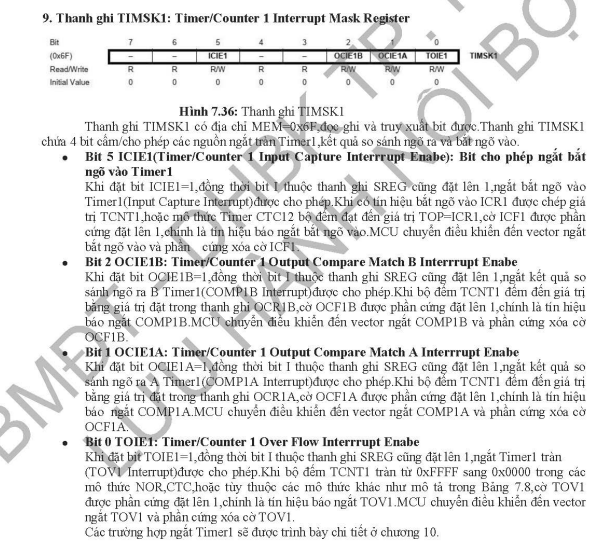 9. Thanh ghi TIMSK1: Timer/Counter 1 Interrupt Mask Register
Bit 7 6 5 4 3 2 1 0
(0x6F) – – ICIE1 – – OCIE1B OCIE1A TOIE1 TIMSK1
Read/Write R R R/W R R R/W R/W R/W
Initial Value 0 0 0 0 0 0 0 0
Hình 7.36: Thanh ghi TIMSK1
Thanh ghi TIMSK1 có địa chỉ MEM=0x6F,đọc ghi và truy xuất bit được.Thanh ghi TIMSK1
chứa 4 bit cấm/cho phép các nguồn ngắt trên Timer1,kết quả so sánh ngõ ra và bắt ngõ vào.
• Bit 5 ICIE1(Timer/Counter 1 Input Capture Interrrupt Enabe): Bit cho phép ngắt bắt
ngõ vào Timer1
Khi đặt bit ICIE1=1,đồng thời bit I thuộc thanh ghi SREG cũng đặt lên 1,ngắt bắt ngõ vào
Timer1(Input Capture Interrupt)được cho phép.Khi có tín hiệu bắt ngõ vào ICR1 được chép giá
trị TCNT1,hoặc mô thức Timer CTC12 bộ đếm đạt đến giá trị TOP=ICR1,cờ ICF1 được phần
cứng đặt lên 1,chính là tín hiệu báo ngắt bắt ngõ vào.MCU chuyển điều khiển đến vector ngắt
bắt ngõ vào và phần cứng xóa cờ ICF1.
• Bit 2 OCIE1B: Timer/Counter 1 Output Compare Match B Interrrupt Enabe
Khi đặt bit OCIE1B=1,đồng thời bit I thuộc thanh ghi SREG cũng đặt lên 1,ngắt kết quả so
sánh ngõ ra B Timer1(COMP1B Interrupt)được cho phép.Khi bộ đếm TCNT1 đếm đến giá trị
bằng giá trị đặt trong thanh ghi OCR1B,cờ OCF1B được phần cứng đặt lên 1,chính là tín hiệu
báo ngắt COMP1B.MCU chuyển điều khiển đến vector ngắt COMP1B và phần cứng xóa cờ
OCF1B.
• Bit 1 OCIE1A: Timer/Counter 1 Output Compare Match A Interrrupt Enabe
Khi đặt bit OCIE1A=1,đồng thời bit I thuộc thanh ghi SREG cũng đặt lên 1,ngắt kết quả so
sánh ngõ ra A Timer1(COMP1A Interrupt)được cho phép.Khi bộ đếm TCNT1 đếm đến giá trị
bằng giá trị đặt trong thanh ghi OCR1A,cờ OCF1A được phần cứng đặt lên 1,chính là tín hiệu
báo ngắt COMP1A.MCU chuyển điều khiển đến vector ngắt COMP1A và phần cứng xóa cờ
OCF1A.
• Bit 0 TOIE1: Timer/Counter 1 Over Flow Interrrupt Enabe
Khi đặt bit TOIE1=1,đồng thời bit I thuộc thanh ghi SREG cũng đặt lên 1,ngắt Timer1 tràn
(TOV1 Interrupt)được cho phép.Khi bộ đếm TCNT1 tràn từ 0xFFFF sang 0x0000 trong các
mô thức NOR,CTC,hoặc tùy thuộc các mô thức khác như mô tả trong Bảng 7.8,cờ TOV1
được phần cứng đặt lên 1,chính là tín hiệu báo ngắt TOV1.MCU chuyển điều khiển đến vector
ngắt TOV1 và phần cứng xóa cờ TOV1.
Các trường hợp ngắt Timer1 sẽ được trình bày chi tiết ở chương 10.
BMĐT - ĐHBK TP.
LƯU HÀNH NỘI BỘ